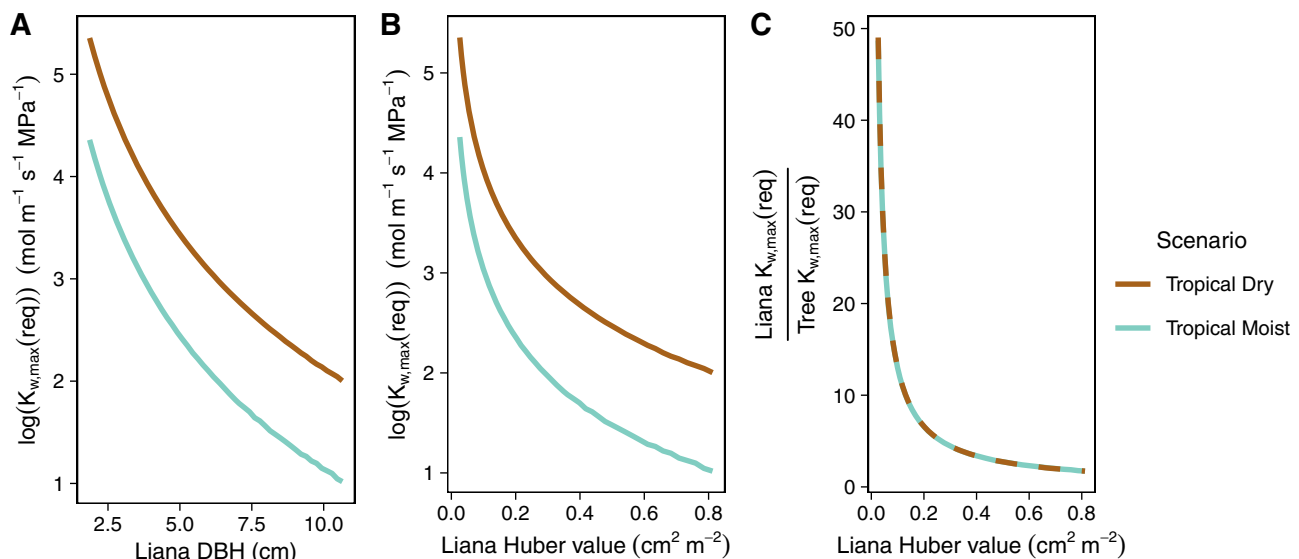 A
log(K_w,max(req)) (mol m⁻¹ s⁻¹ MPa⁻¹)
5
4
3
2
1
2.5 5.0 7.5 10.0
Liana DBH (cm)
B
log(K_w,max(req)) (mol m⁻¹ s⁻¹ MPa⁻¹)
5
4
3
2
1
0.0 0.2 0.4 0.6 0.8
Liana Huber value (cm² m⁻²)
C
Liana K_w,max(req)
Tree K_w,max(req)
50
40
30
20
10
0
0.0 0.2 0.4 0.6 0.8
Liana Huber value (cm² m⁻²)
Scenario
Tropical Dry
Tropical Moist